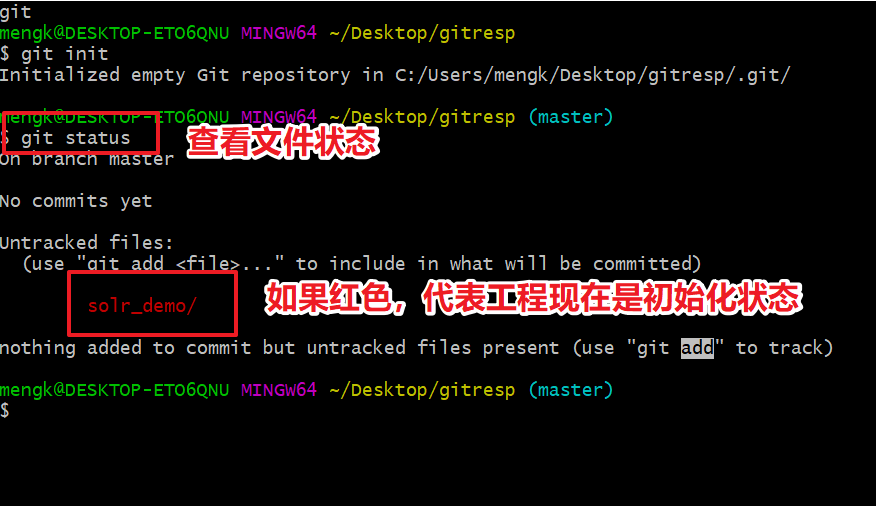 git
mengk@DESKTOP-ETO6QNU MINGW64 ~/Desktop/gitresp
$ git init
Initialized empty Git repository in C:/Users/mengk/Desktop/gitresp/.git/
mengk@DESKTOP-ETO6QNU MINGW64 ~/Desktop/gitresp (master)
$ git status
查看文件状态
On branch master
No commits yet
Untracked files:
(use "git add <file>..." to include in what will be committed)
solr_demo/
如果红色，代表工程现在是初始化状态
nothing added to commit but untracked files present (use "git add" to track)
mengk@DESKTOP-ETO6QNU MINGW64 ~/Desktop/gitresp (master)
$